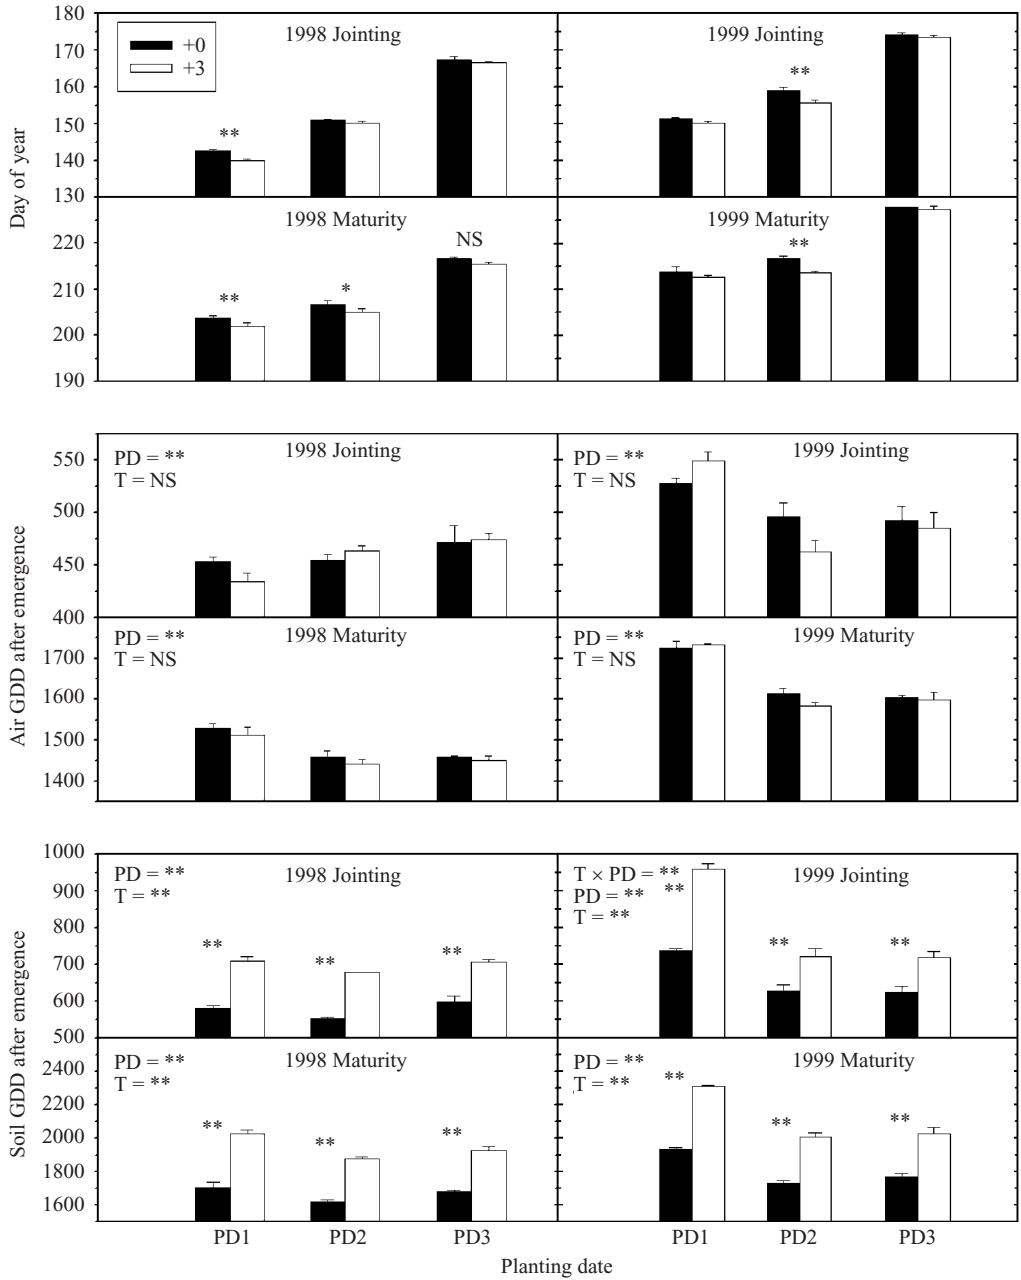 180
170
160
150
140
130
220
210
200
190
Day of year
+0
+3
1998 Jointing
**
1999 Jointing
**
1998 Maturity
**
*
NS
1999 Maturity
**
550
500
450
400
1700
1600
1500
1400
Air GDD after emergence
PD = **
T = NS
1998 Jointing
PD = **
T = NS
1999 Jointing
PD = **
T = NS
1998 Maturity
PD = **
T = NS
1999 Maturity
1000
900
800
700
600
500
2400
2200
2000
1800
1600
Soil GDD after emergence
PD = **
T = **
1998 Jointing
**
**
**
T × PD = **
PD = **
T = **
1999 Jointing
**
**
**
PD = **
T = **
1998 Maturity
**
**
**
PD = **
T = **
1999 Maturity
**
**
**
PD1
PD2
PD3
PD1
PD2
PD3
Planting date